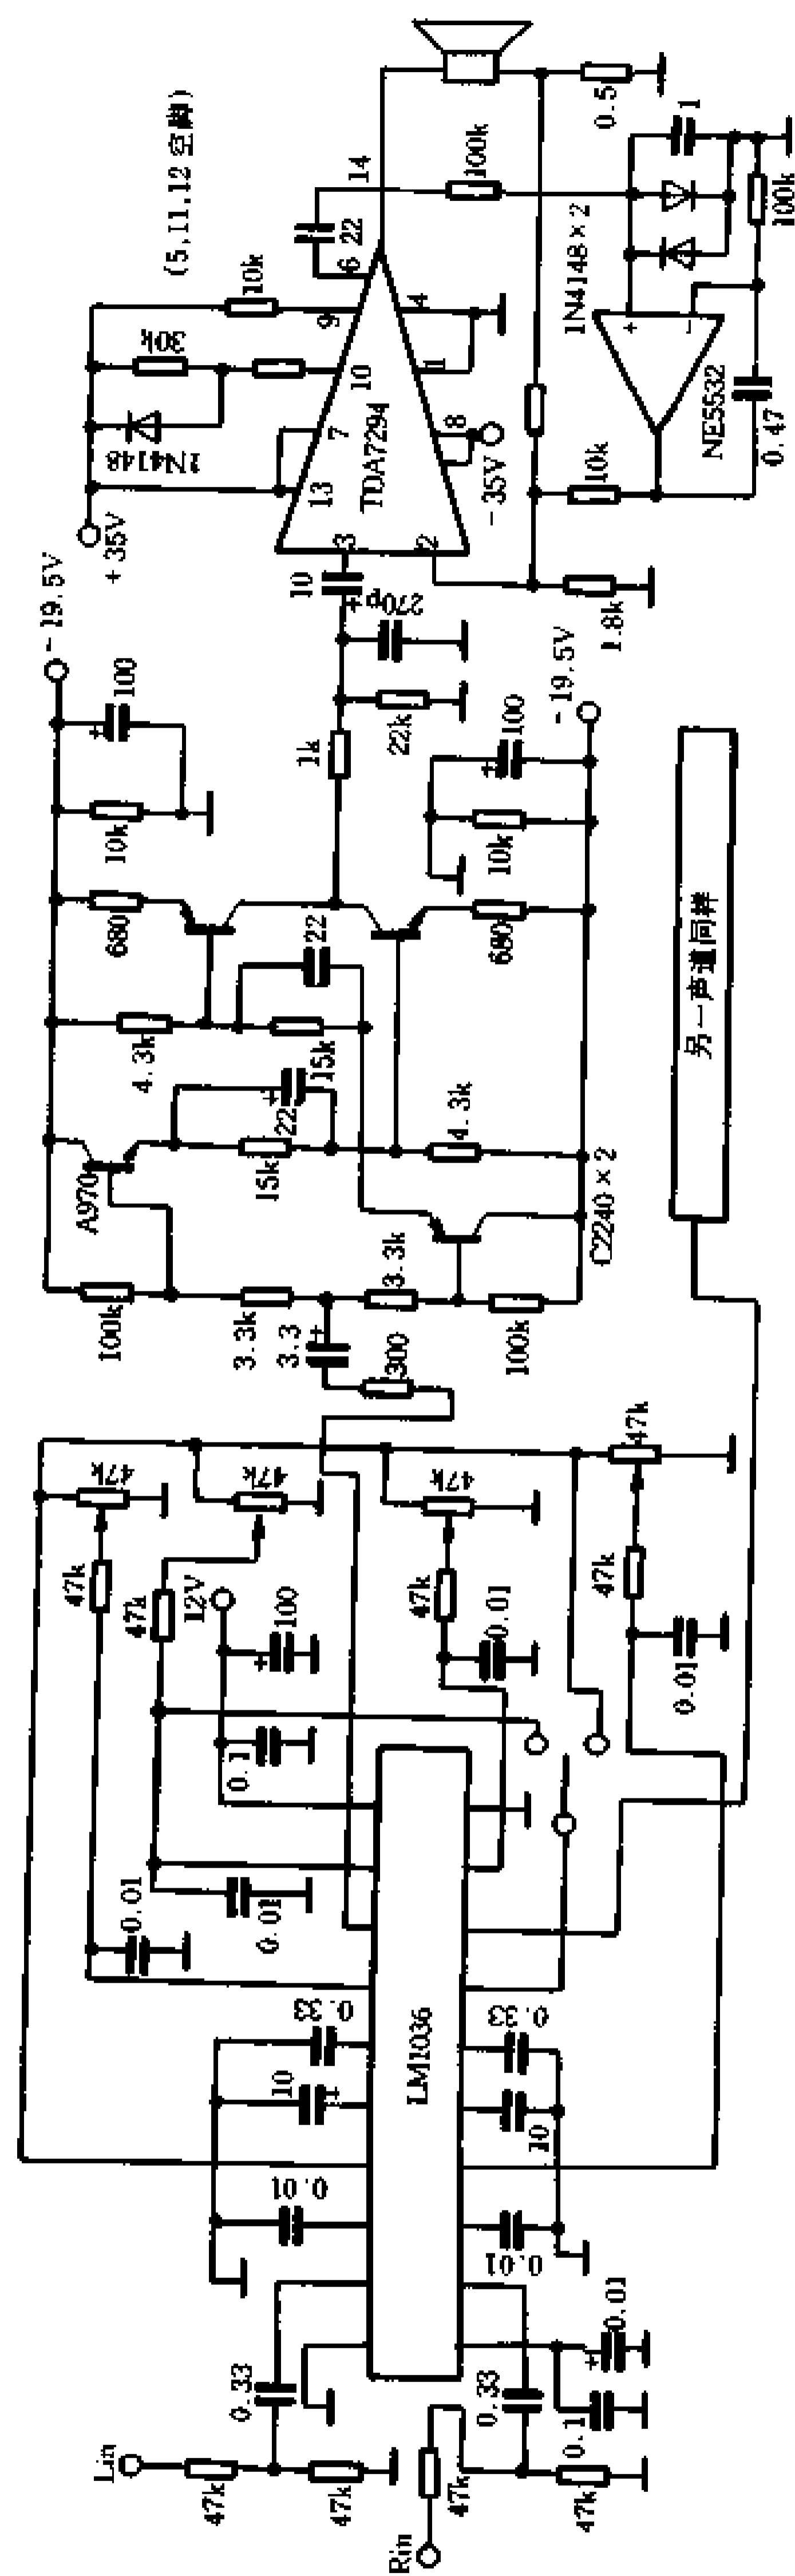 Lin
47k
47k
0.33
Rin
47k
47k
0.33
0.1
0.01
0.01
10
0.33
LM1036
0.01
10
0.33
0.01
0.01
0.1
100
12V
47k
47k
47k
47k
47k
0.01
47k
0.01
47k
47k
300
3.3
100k
3.3k
3.3k
100k
A970
15k
22
4.3k
C2240×2
4.3k
15k
22
680
680
10k
100
-19.5V
10k
100
-19.5V
另一声道同样
1k
22k
270p
10
+35V
1N4148
30k
10k
(5,11,12 空脚)
TDA7294
3
2
13
7
10
9
6
14
22
8
1
4
-35V
1.8k
10k
100k
0.5
1N4148×2
1
NE5532
+
-
0.47
100k